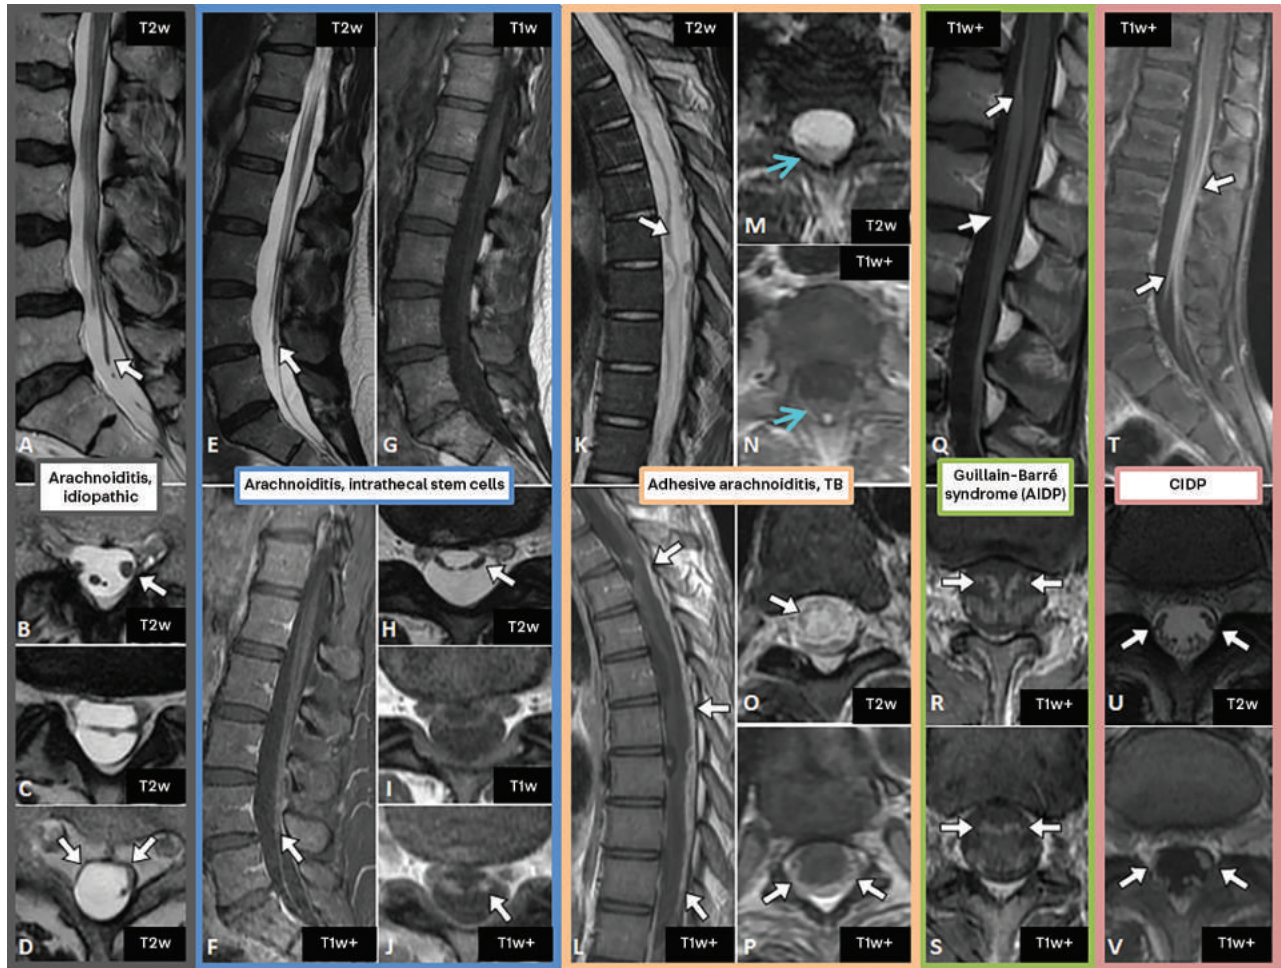 T2w
A
Arachnoiditis,
idiopathic
B
T2w
C
T2w
D
T2w
T2w
E
T1w
G
Arachnoiditis, intrathecal stem cells
F
T1w+
H
T2w
I
T1w
J
T1w+
T2w
K
M
T2w
T1w+
N
Adhesive arachnoiditis, TB
L
T1w+
O
T2w
P
T1w+
T1w+
Q
Guillain-Barré
syndrome (AIDP)
R
T1w+
S
T1w+
T1w+
T
CIDP
U
T2w
V
T1w+